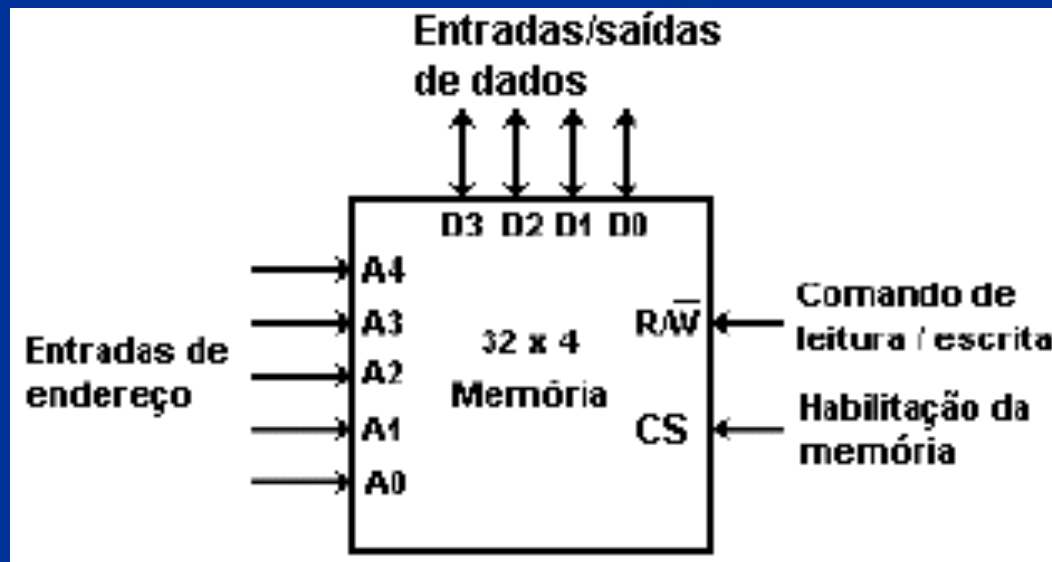 Entradas/saídas
de dados
D3 D2 D1 D0
A4
A3
A2
A1
A0
Entradas de
endereço
32 x 4
Memória
R/W̅
CS
Comando de
leitura / escrita
Habilitação da
memória